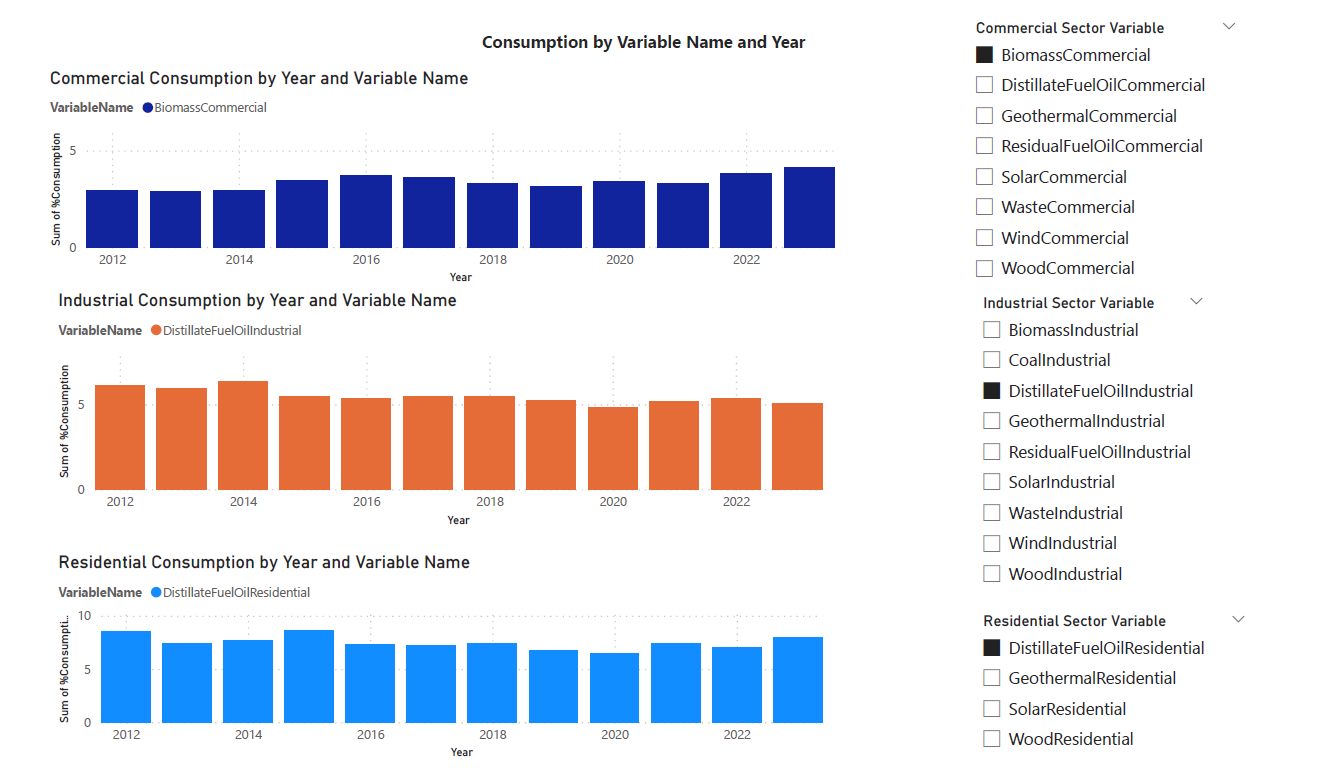 Consumption by Variable Name and Year
Commercial Consumption by Year and Variable Name
VariableName BiomassCommercial
Sum of %Consumption
5
0
2012 2014 2016 2018 2020 2022
Year
Industrial Consumption by Year and Variable Name
VariableName DistillateFuelOilIndustrial
Sum of %Consumption
5
0
2012 2014 2016 2018 2020 2022
Year
Residential Consumption by Year and Variable Name
VariableName DistillateFuelOilResidential
Sum of %Consumpti...
10
5
0
2012 2014 2016 2018 2020 2022
Year
Commercial Sector Variable
BiomassCommercial
DistillateFuelOilCommercial
GeothermalCommercial
ResidualFuelOilCommercial
SolarCommercial
WasteCommercial
WindCommercial
WoodCommercial
Industrial Sector Variable
BiomassIndustrial
CoalIndustrial
DistillateFuelOilIndustrial
GeothermalIndustrial
ResidualFuelOilIndustrial
SolarIndustrial
WasteIndustrial
WindIndustrial
WoodIndustrial
Residential Sector Variable
DistillateFuelOilResidential
GeothermalResidential
SolarResidential
WoodResidential